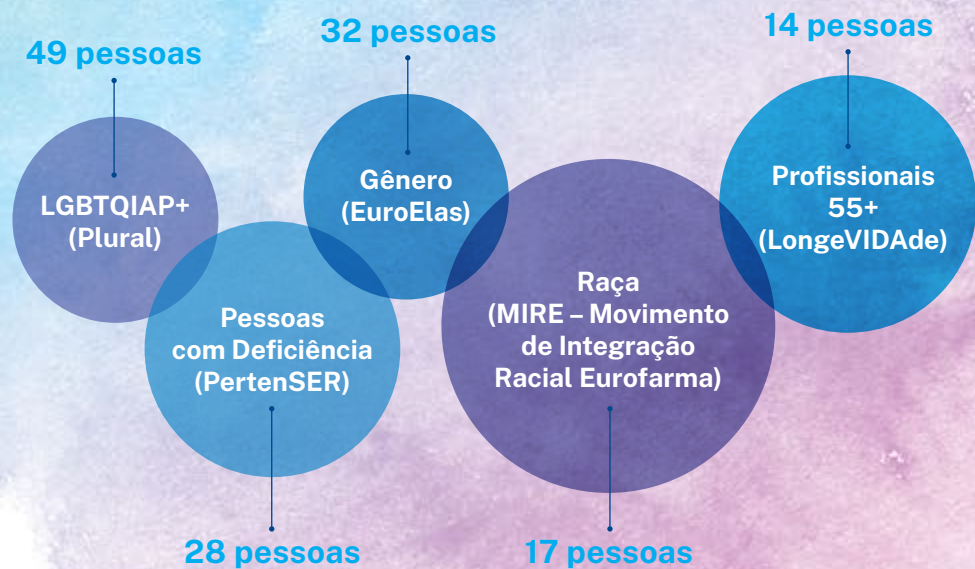 49 pessoas
LGBTQIAP+
(Plural)
Pessoas
com Deficiência
(PertenSER)
28 pessoas
32 pessoas
Gênero
(EuroElas)
Raça
(MIRE – Movimento
de Integração
Racial Eurofarma)
17 pessoas
14 pessoas
Profissionais
55+
(LongeVIDAde)